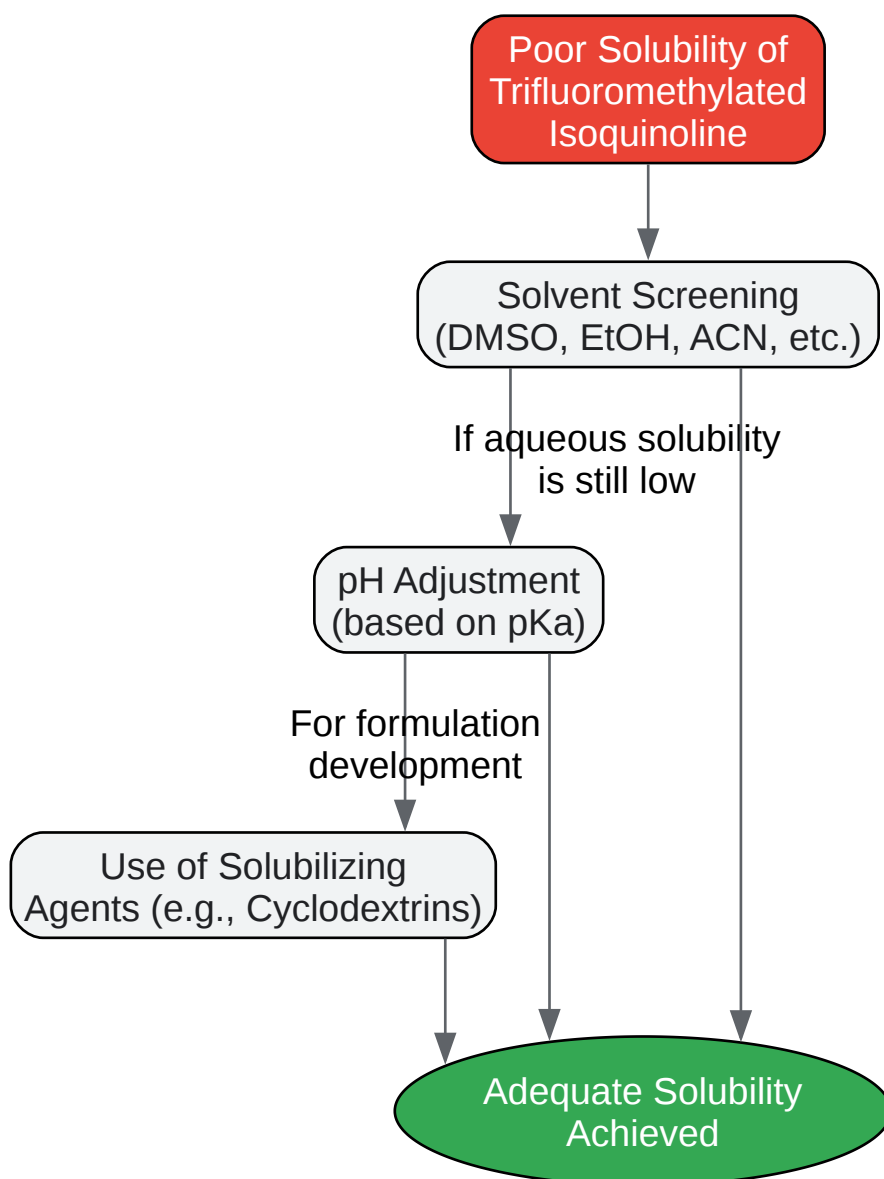 Poor Solubility of
Trifluoromethylated
Isoquinoline
Solvent Screening
(DMSO, EtOH, ACN, etc.)
If aqueous solubility
is still low
pH Adjustment
(based on pKa)
For formulation
development
Use of Solubilizing
Agents (e.g., Cyclodextrins)
Adequate Solubility
Achieved